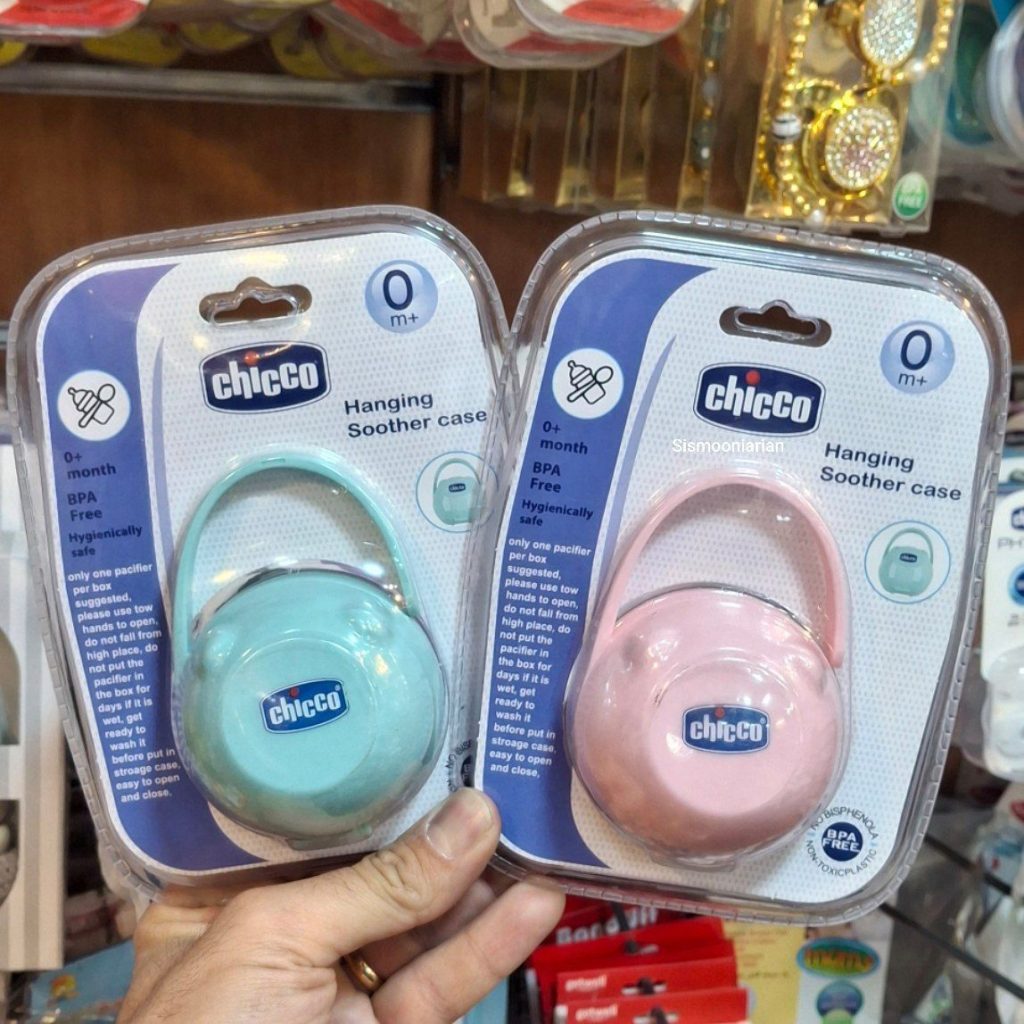 0
m+
chicco
Hanging
Soother case
0+
month
BPA
Free
Hygienically
safe
only one pacifier
per box
suggested,
please use tow
hands to open,
do not fall from
high place, do
not put the
pacifier in
the box for
days if it is
wet, get
ready to
wash it
before put in
stroage case,
easy to open
and close,
chicco
0
m+
chicco
Sismooniarian
Hanging
Soother case
0+
month
BPA
Free
Hygienically
safe
only one pacifier
per box
suggested,
please use tow
hands to open,
do not fall from
high place, do
not put the
pacifier in
the box for
days if it is
wet, get
ready to
wash it
before put in
stroage case,
easy to open
and close,
chicco
NO BISPHENOLA
BPA
FREE
NON-TOXICPLASTIC